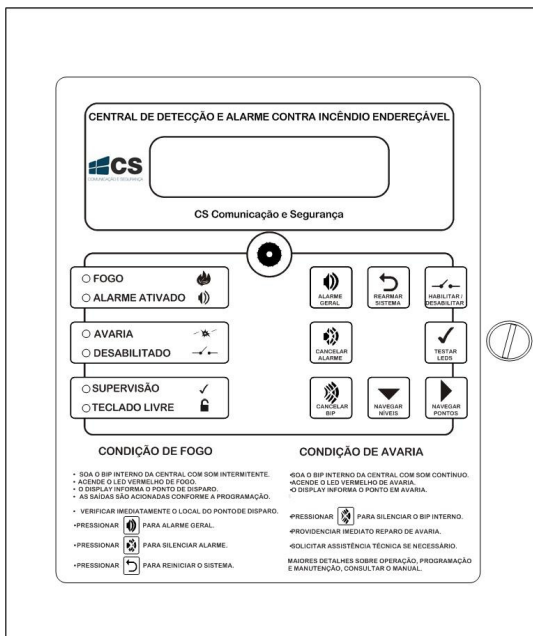 CENTRAL DE DETECÇÃO E ALARME CONTRA INCÊNDIO ENDEREÇÁVEL
CS
COMUNICAÇÃO E SEGURANÇA
CS Comunicação e Segurança
FOGO
ALARME ATIVADO
AVARIA
DESABILITADO
SUPERVISÃO
TECLADO LIVRE
ALARME
GERAL
REARMAR
SISTEMA
HABILITAR/
DESABILITAR
CANCELAR
ALARME
TESTAR
LEDS
CANCELAR
BIP
NAVEGAR
NÍVEIS
NAVEGAR
PONTOS
CONDIÇÃO DE FOGO
• SOA O BIP INTERNO DA CENTRAL COM SOM INTERMITENTE.
• ACENDE O LED VERMELHO DE FOGO.
• O DISPLAY INFORMA O PONTO DE DISPARO.
• AS SAÍDAS SÃO ACIONADAS CONFORME A PROGRAMAÇÃO.
• VERIFICAR IMEDIATAMENTE O LOCAL DO PONTODE DISPARO.
•PRESSIONAR PARA ALARME GERAL.
•PRESSIONAR PARA SILENCIAR ALARME.
•PRESSIONAR PARA REINICIAR O SISTEMA.
CONDIÇÃO DE AVARIA
•SOA O BIP INTERNO DA CENTRAL COM SOM CONTÍNUO.
•ACENDE O LED VERMELHO DE AVARIA.
•O DISPLAY INFORMA O PONTO EM AVARIA.
•PRESSIONAR PARA SILENCIAR O BIP INTERNO.
•PROVIDENCIAR IMEDIATO REPARO DE AVARIA.
•SOLICITAR ASSISTÊNCIA TÉCNICA SE NECESSÁRIO.
MAIORES DETALHES SOBRE OPERAÇÃO, PROGRAMAÇÃO
E MANUTENÇÃO, CONSULTAR O MANUAL.